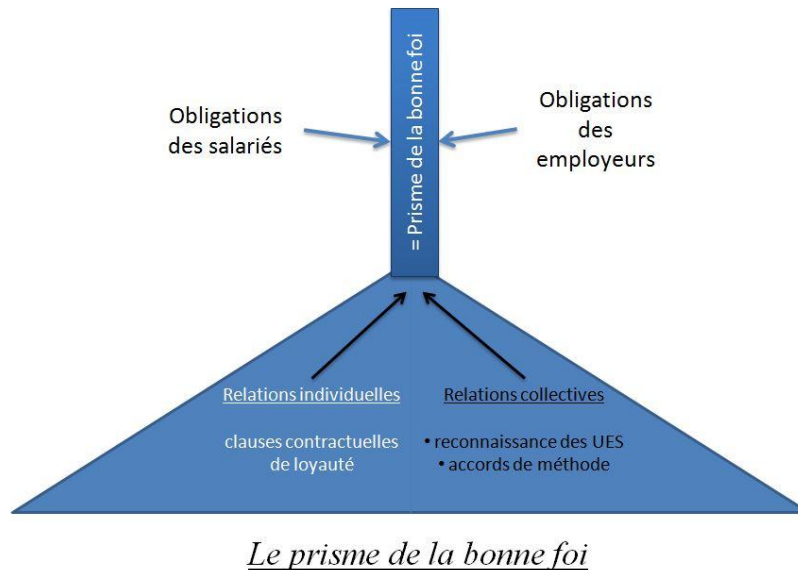 Obligations
des salariés
= Prisme de la bonne foi
Obligations
des
employeurs
Relations individuelles
clauses contractuelles
de loyauté
Relations collectives
• reconnaissance des UES
• accords de méthode
Le prisme de la bonne foi